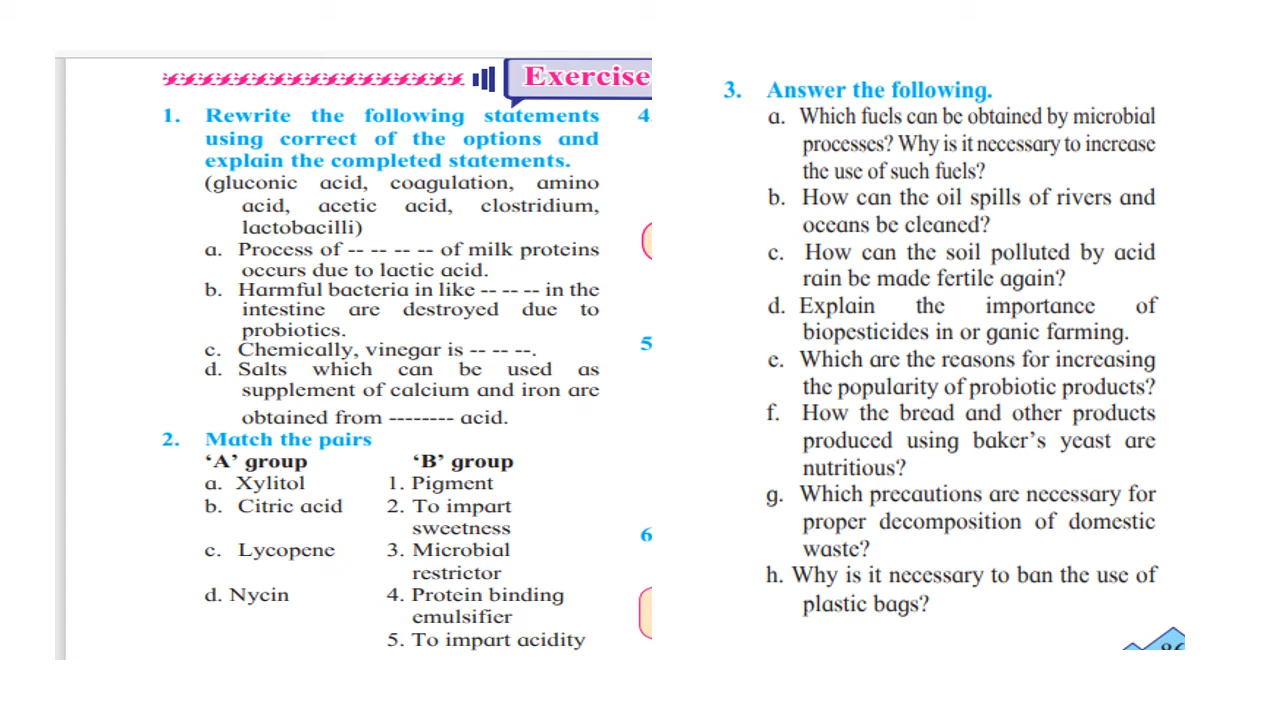 Exercise
1. Rewrite the following statements
using correct of the options and
explain the completed statements.
(gluconic acid, coagulation, amino
acid, acetic acid, clostridium,
lactobacilli)
a. Process of -- -- -- -- of milk proteins
occurs due to lactic acid.
b. Harmful bacteria in like -- -- -- in the
intestine are destroyed due to
probiotics.
c. Chemically, vinegar is -- -- --.
d. Salts which can be used as
supplement of calcium and iron are
obtained from -------- acid.
2. Match the pairs
‘A’ group ‘B’ group
a. Xylitol 1. Pigment
b. Citric acid 2. To impart
sweetness
c. Lycopene 3. Microbial
restrictor
d. Nycin 4. Protein binding
emulsifier
5. To impart acidity
4.
5
6
3. Answer the following.
a. Which fuels can be obtained by microbial
processes? Why is it necessary to increase
the use of such fuels?
b. How can the oil spills of rivers and
oceans be cleaned?
c. How can the soil polluted by acid
rain be made fertile again?
d. Explain the importance of
biopesticides in or ganic farming.
e. Which are the reasons for increasing
the popularity of probiotic products?
f. How the bread and other products
produced using baker’s yeast are
nutritious?
g. Which precautions are necessary for
proper decomposition of domestic
waste?
h. Why is it necessary to ban the use of
plastic bags?